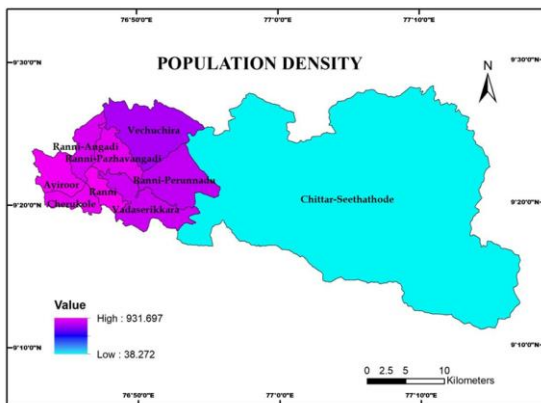 76°50'0"E 77°0'0"E 77°10'0"E
POPULATION DENSITY
N
9°30'0"N 9°30'0"N
Vechuchira
Ranni-Angadi
Ranni-Pazhavangadi
Ayiroor
Ranni
Ranni-Perunnadu
Cherukole
Vadaserikkara
Chittar-Seethathode
9°20'0"N 9°20'0"N
Value
High : 931.697
Low : 38.272
9°10'0"N 9°10'0"N
0 2.5 5 10
Kilometers
76°50'0"E 77°0'0"E 77°10'0"E